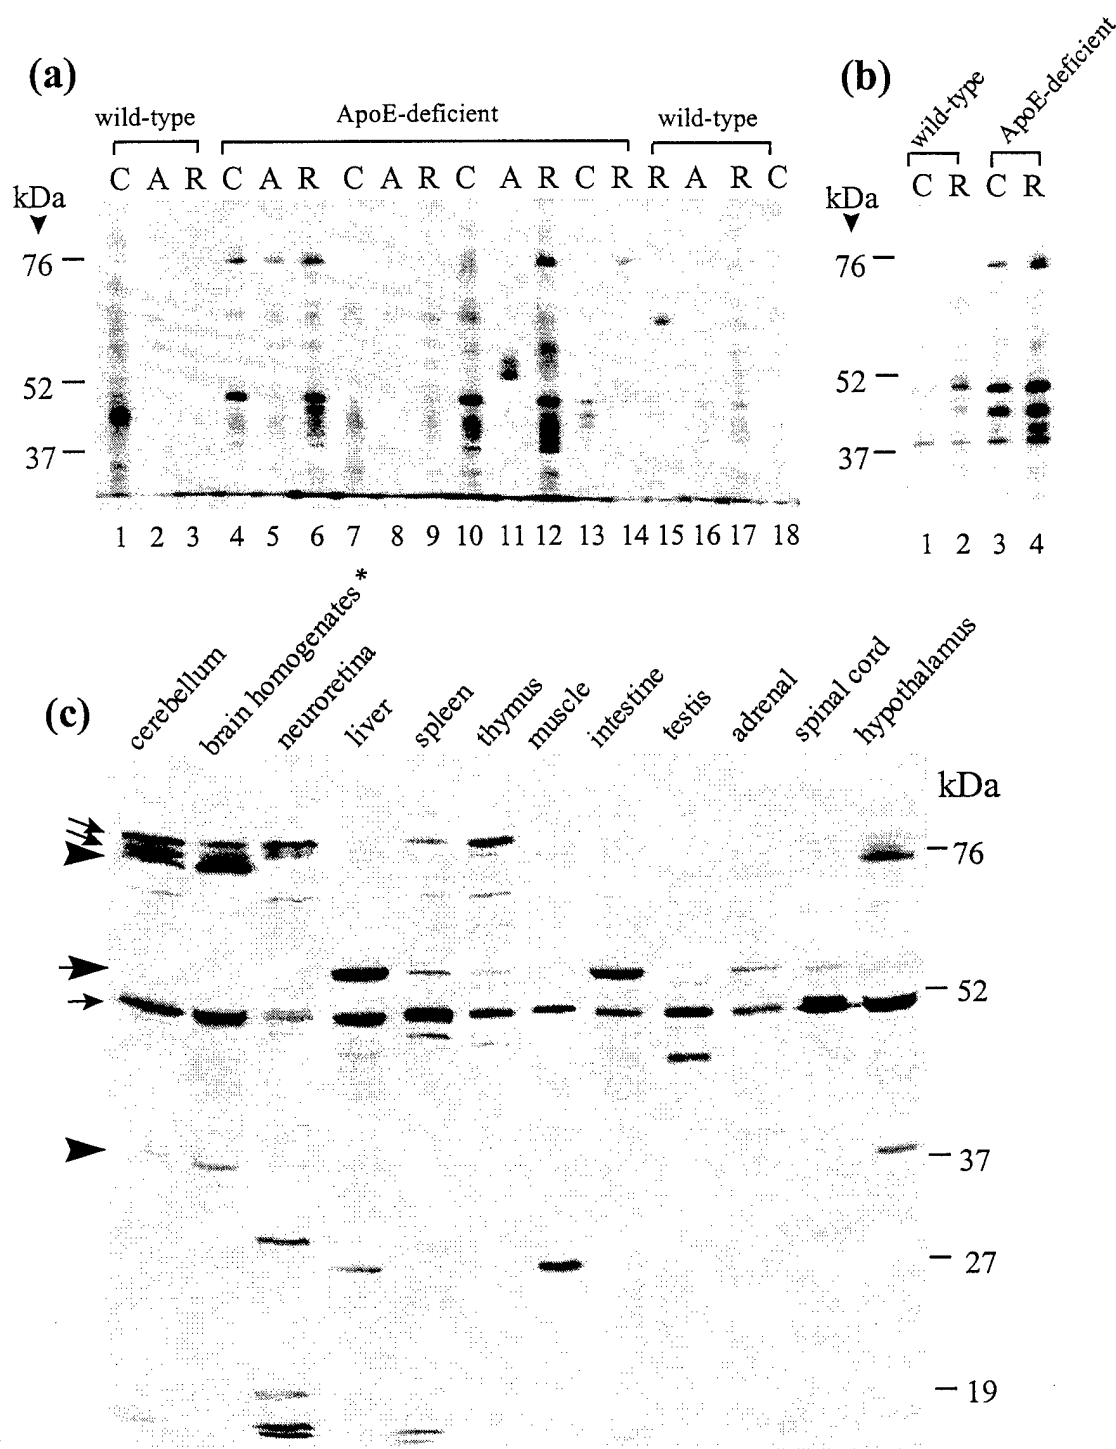 (a)
wild-type ApoE-deficient wild-type
C A R C A R C A R C A R C R R A R C
kDa
76
52
37
1 2 3 4 5 6 7 8 9 10 11 12 13 14 15 16 17 18
(b)
wild-type ApoE-deficient
C R C R
kDa
76
52
37
1 2 3 4
(c)
cerebellum brain homogenates * neuroretina liver spleen thymus muscle intestine testis adrenal spinal cord hypothalamus
kDa
76
52
37
27
19